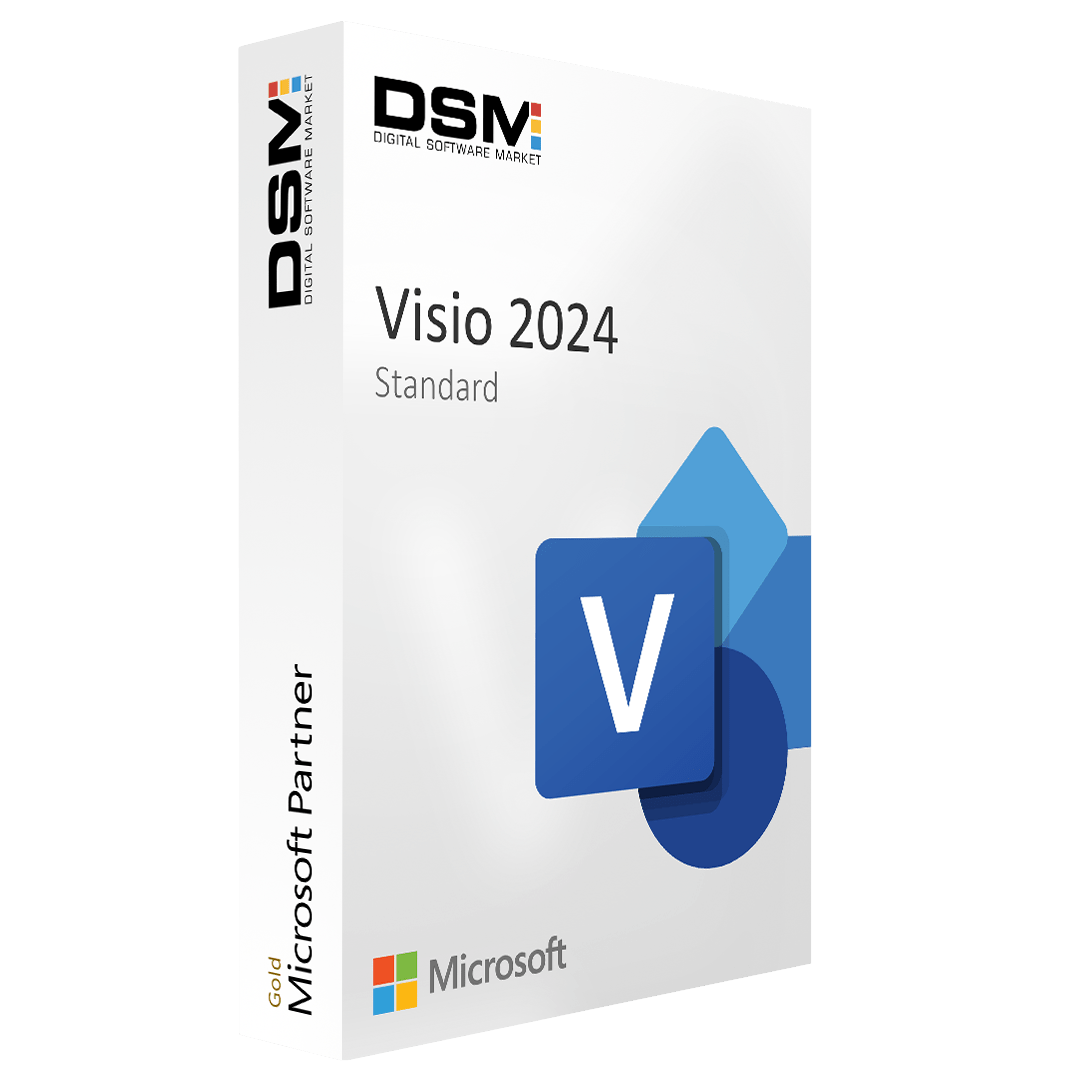 DSM
DIGITAL SOFTWARE MARKET
Visio 2024
Standard
V
Microsoft
DSM
DIGITAL SOFTWARE MARKET
Gold
Microsoft Partner